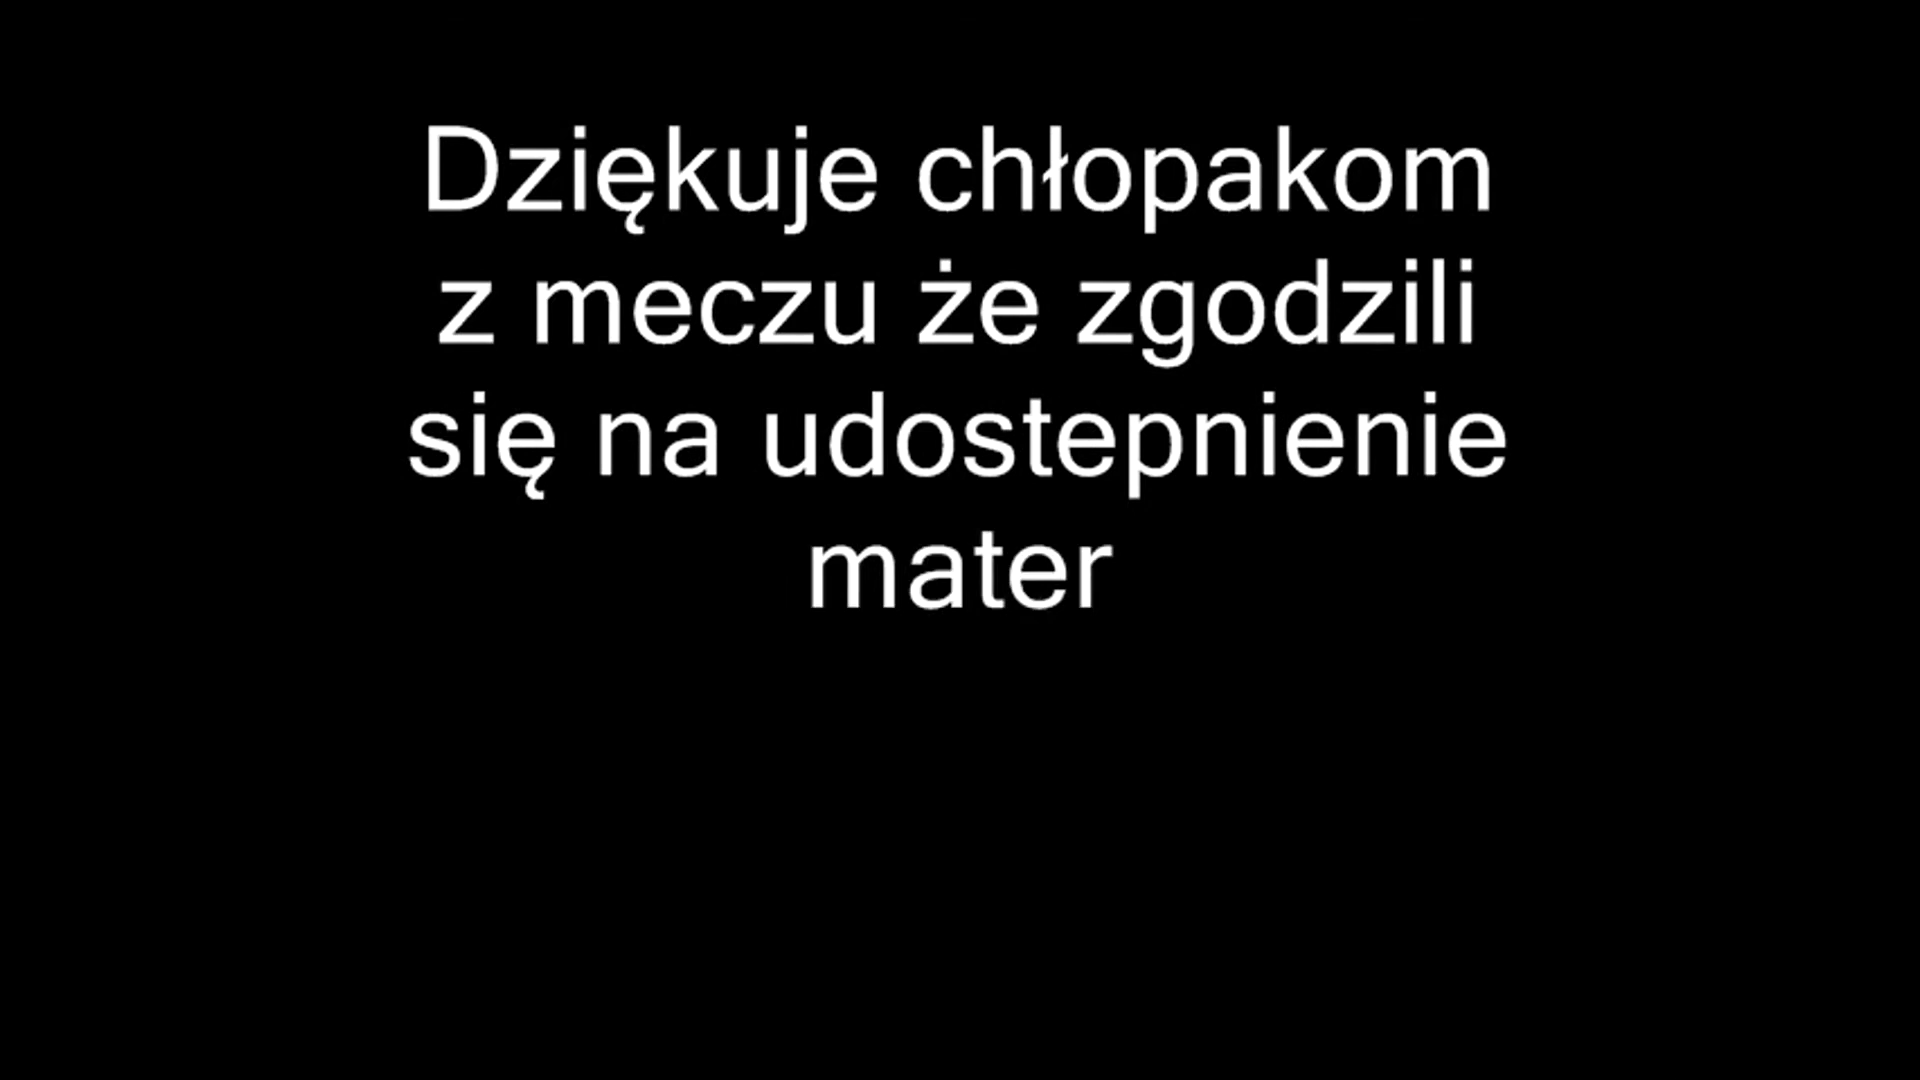 Dziękuje chłopakom
z meczu że zgodzili
się na udostepnienie
mater